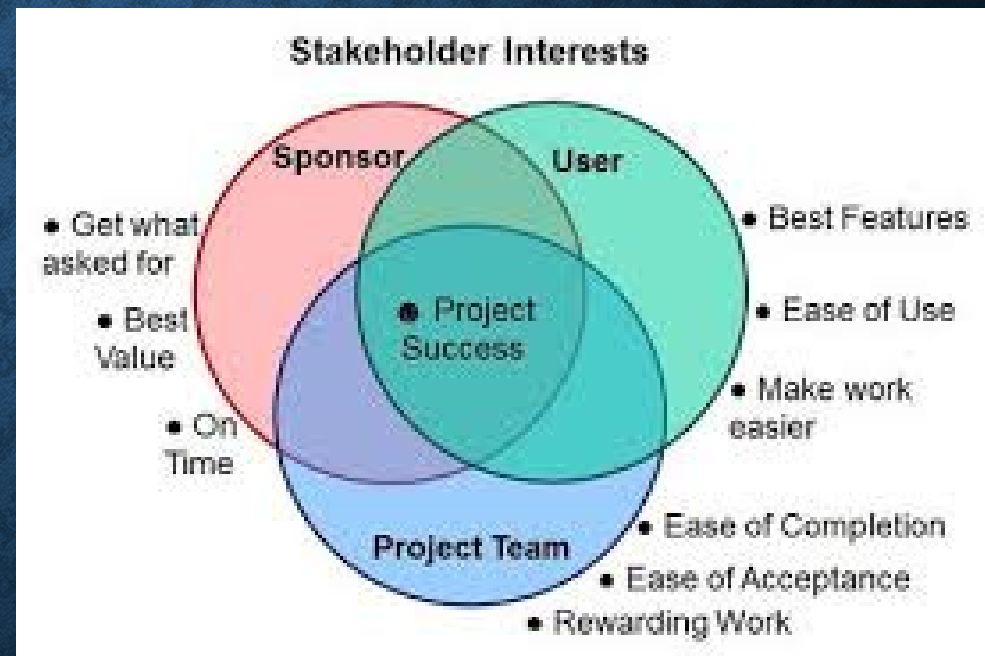 Stakeholder Interests
Sponsor
User
• Get what
asked for
• Best
Value
• On
Time
• Project
Success
• Best Features
• Ease of Use
• Make work
easier
Project Team
• Ease of Completion
• Ease of Acceptance
• Rewarding Work